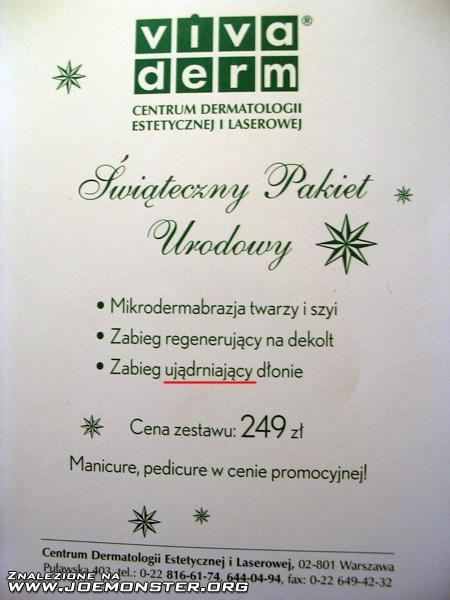 viva®
derm
CENTRUM DERMATOLOGII
ESTETYCZNEJ I LASEROWEJ
Świąteczny Pakiet
Urodowy
• Mikrodermabrazja twarzy i szyi
• Zabieg regenerujący na dekolt
• Zabieg ujądrniający dłonie
Cena zestawu: 249 zł
Manicure, pedicure w cenie promocyjnej!
Centrum Dermatologii Estetycznej i Laserowej, 02-801 Warszawa
Puławska 403, tel.: 0-22 816-61-74, 644-04-94, fax: 0-22 649-42-32
ZNALEZIONE NA
WWW.JOEMONSTER.ORG